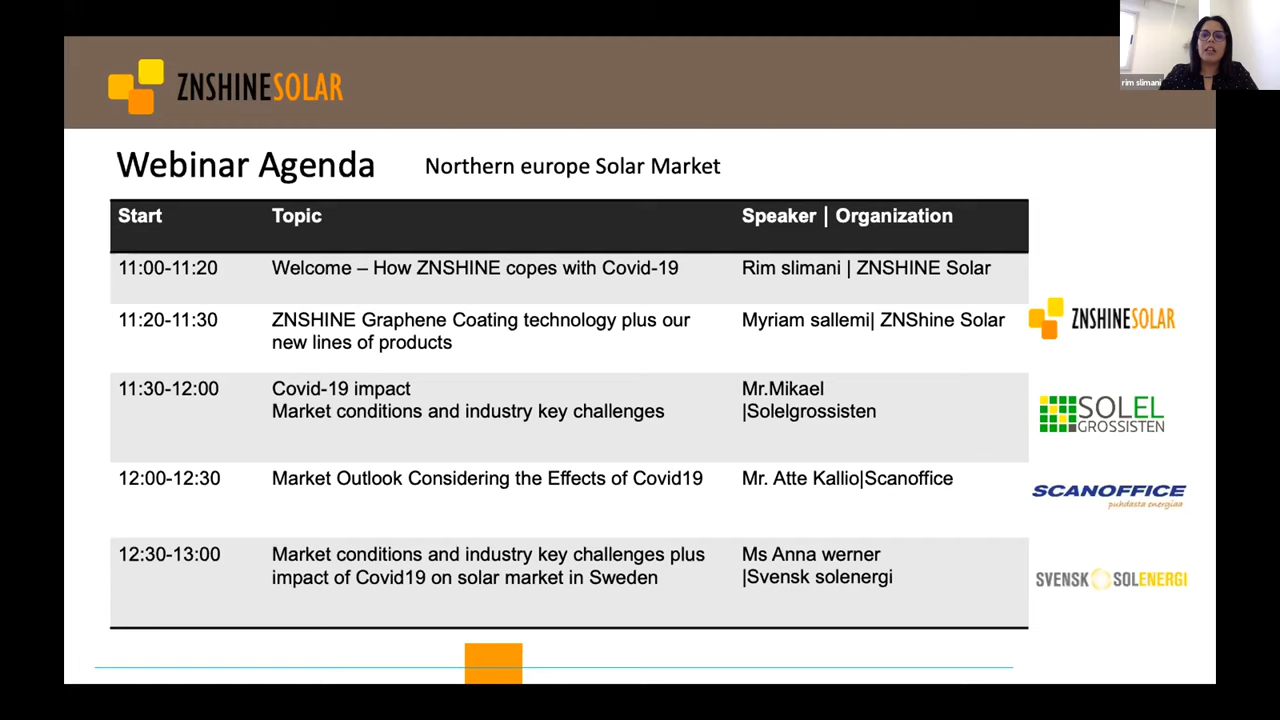 rim slimani
ZNSHINESOLAR
Webinar Agenda
Northern europe Solar Market
Start
Topic
Speaker | Organization
11:00-11:20
Welcome – How ZNSHINE copes with Covid-19
Rim slimani | ZNSHINE Solar
11:20-11:30
ZNSHINE Graphene Coating technology plus our
new lines of products
Myriam sallemi| ZNShine Solar
ZNSHINESOLAR
11:30-12:00
Covid-19 impact
Market conditions and industry key challenges
Mr.Mikael
|Solelgrossisten
SOLEL
GROSSISTEN
12:00-12:30
Market Outlook Considering the Effects of Covid19
Mr. Atte Kallio|Scanoffice
SCANOFFICE
puhdasta energiaa
12:30-13:00
Market conditions and industry key challenges plus
impact of Covid19 on solar market in Sweden
Ms Anna werner
|Svensk solenergi
SVENSK SOLENERGI